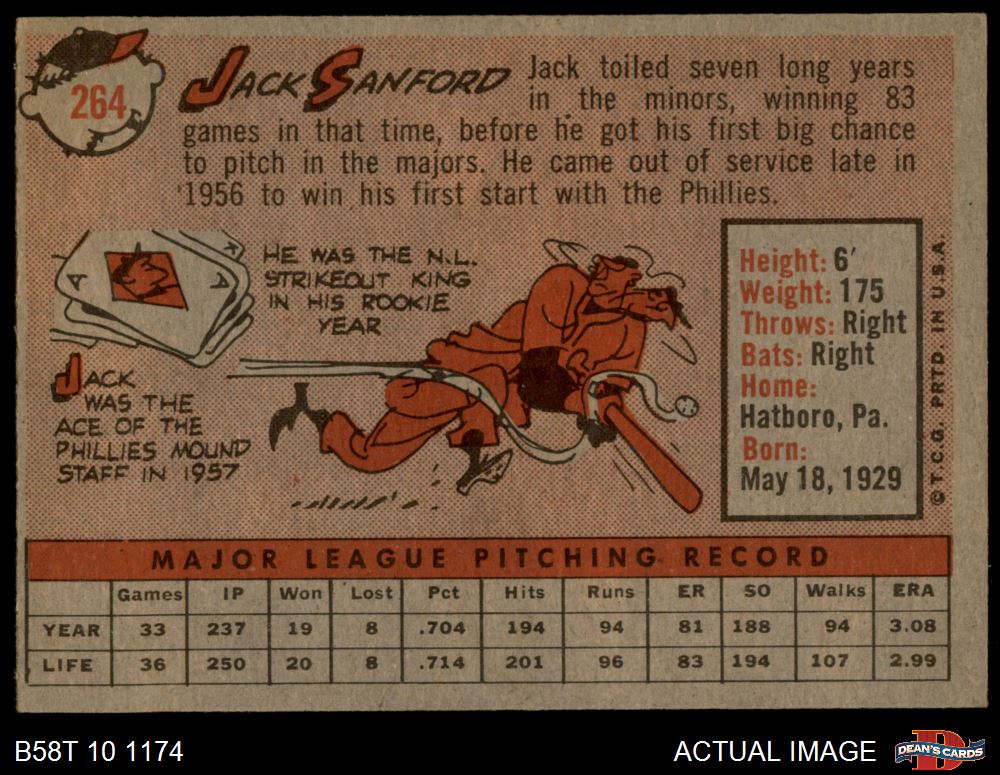 264
JACK SANFORD
Jack toiled seven long years
in the minors, winning 83
games in that time, before he got his first big chance
to pitch in the majors. He came out of service late in
1956 to win his first start with the Phillies.
A
K
A
HE WAS THE N.L.
STRIKEOUT KING
IN HIS ROOKIE
YEAR
JACK
WAS THE
ACE OF THE
PHILLIES MOUND
STAFF IN 1957
Height: 6'
Weight: 175
Throws: Right
Bats: Right
Home:
Hatboro, Pa.
Born:
May 18, 1929
© T.C.G. PRTD. IN U.S.A.
MAJOR LEAGUE PITCHING RECORD
Games IP Won Lost Pct Hits Runs ER SO Walks ERA
YEAR 33 237 19 8 .704 194 94 81 188 94 3.08
LIFE 36 250 20 8 .714 201 96 83 194 107 2.99
B58T 10 1174
ACTUAL IMAGE
D
DEAN'S CARDS